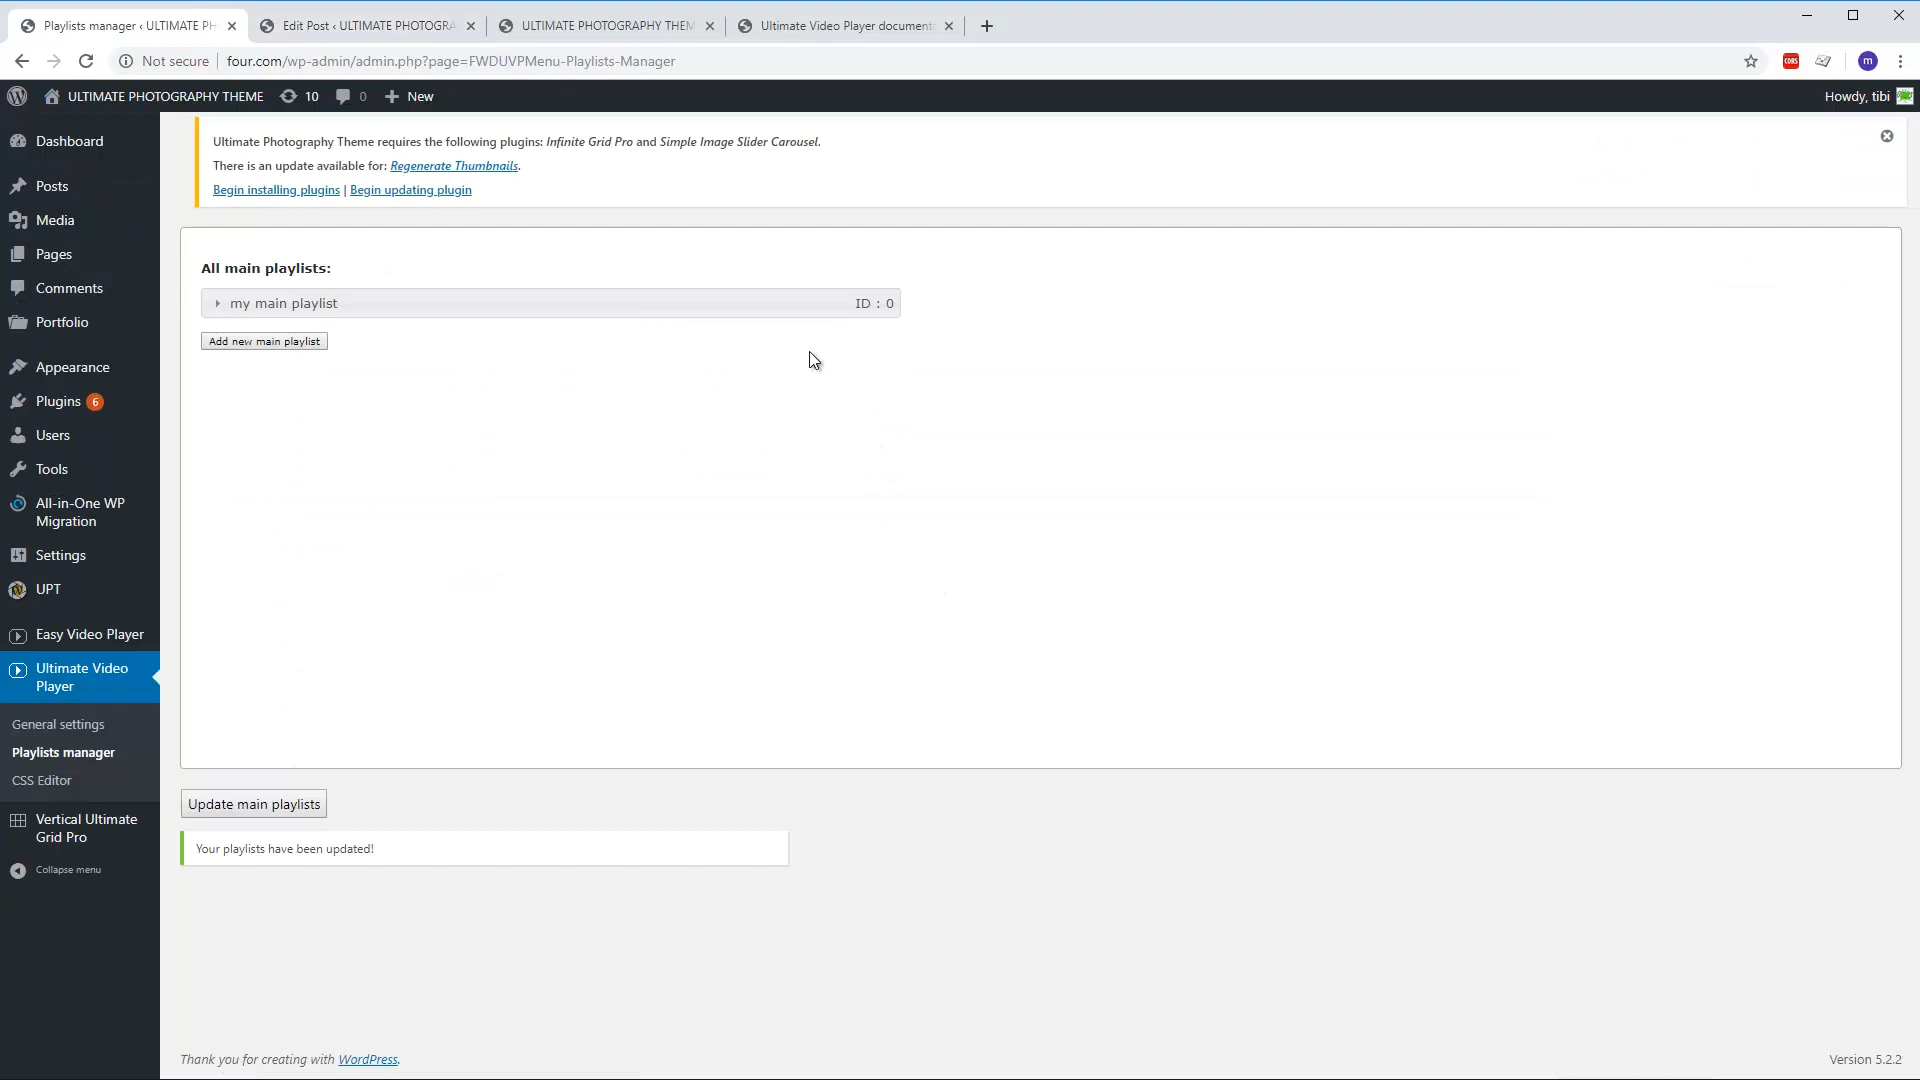 Playlists manager ‹ ULTIMATE PH
Edit Post ‹ ULTIMATE PHOTOGRA
ULTIMATE PHOTOGRAPHY THEM
Ultimate Video Player document
Not secure
four.com/wp-admin/admin.php?page=FWDUVPMenu-Playlists-Manager
CORS
m
ULTIMATE PHOTOGRAPHY THEME
10
0
New
Howdy, tibi
Dashboard
Posts
Media
Pages
Comments
Portfolio
Appearance
Plugins 6
Users
Tools
All-in-One WP
Migration
Settings
UPT
Easy Video Player
Ultimate Video
Player
General settings
Playlists manager
CSS Editor
Vertical Ultimate
Grid Pro
Collapse menu
Ultimate Photography Theme requires the following plugins: Infinite Grid Pro and Simple Image Slider Carousel.
There is an update available for: Regenerate Thumbnails.
Begin installing plugins | Begin updating plugin
All main playlists:
my main playlist
ID : 0
Add new main playlist
Update main playlists
Your playlists have been updated!
Thank you for creating with WordPress.
Version 5.2.2